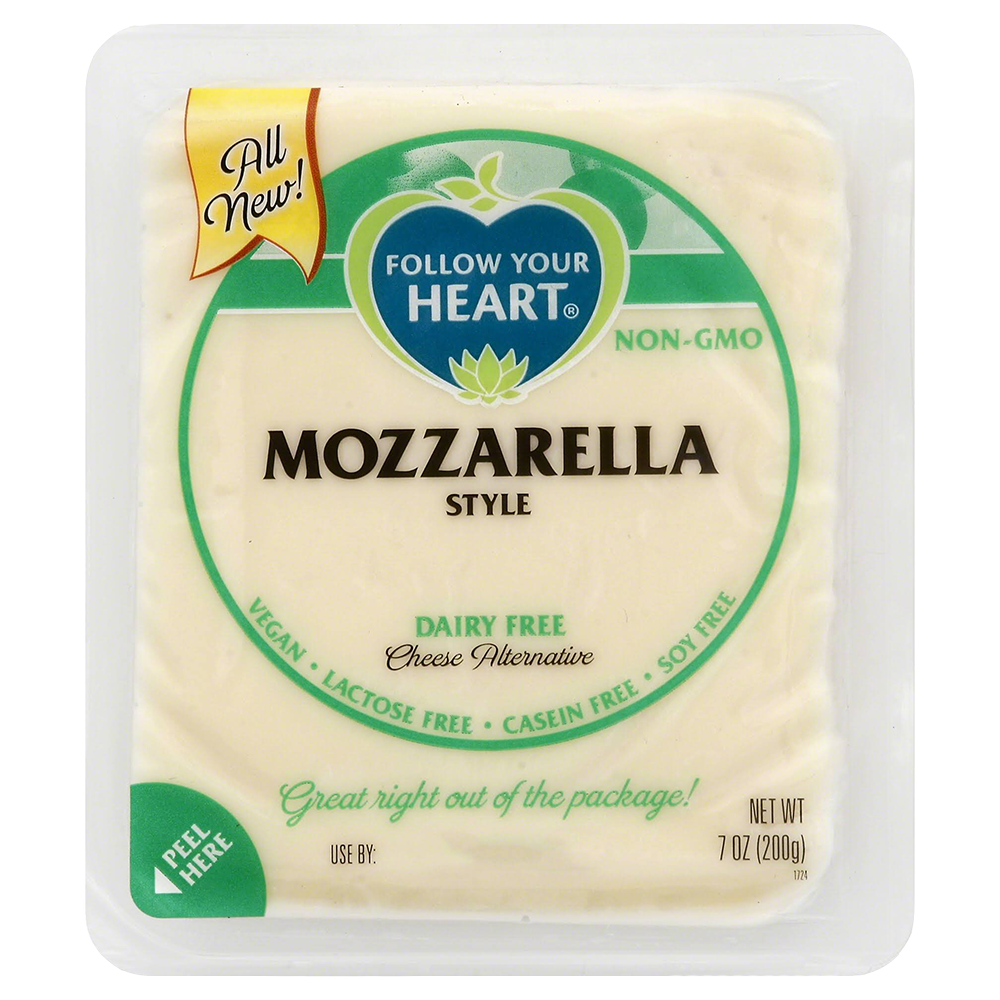 All
New!
FOLLOW YOUR
HEART®
NON-GMO
MOZZARELLA
STYLE
DAIRY FREE
Cheese Alternative
VEGAN • LACTOSE FREE • CASEIN FREE • SOY FREE
Great right out of the package!
PEEL
HERE
USE BY:
NET WT
7 OZ (200g)
1724